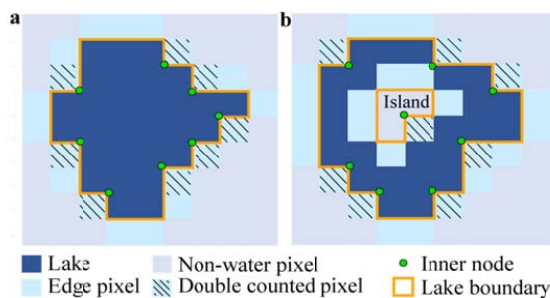 a
b
Island
Lake
Non-water pixel
Inner node
Edge pixel
Double counted pixel
Lake boundary